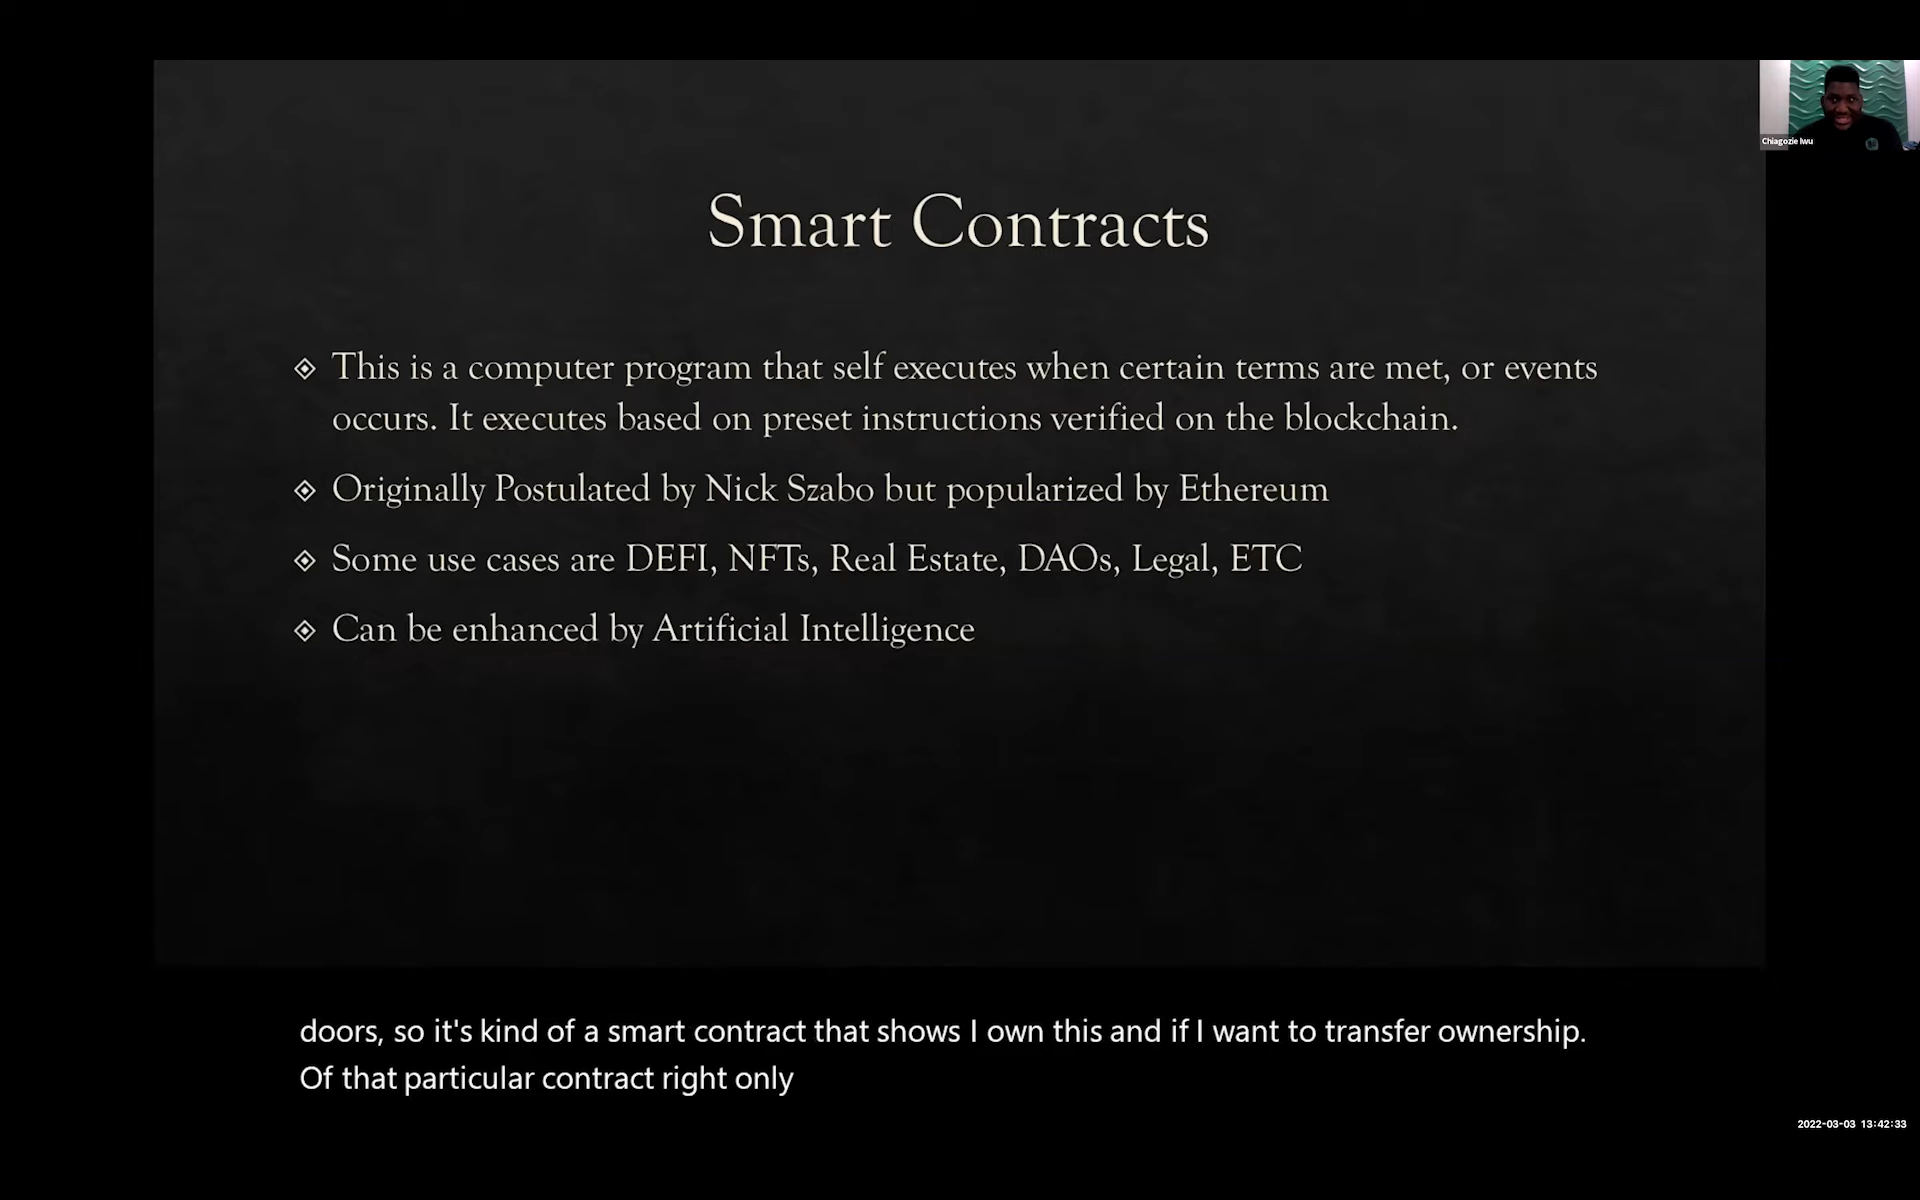 Chiagozie Iwu
Smart Contracts
This is a computer program that self executes when certain terms are met, or events
occurs. It executes based on preset instructions verified on the blockchain.
Originally Postulated by Nick Szabo but popularized by Ethereum
Some use cases are DEFI, NFTs, Real Estate, DAOs, Legal, ETC
Can be enhanced by Artificial Intelligence
doors, so it's kind of a smart contract that shows I own this and if I want to transfer ownership.
Of that particular contract right only
2022-03-03 13:42:33